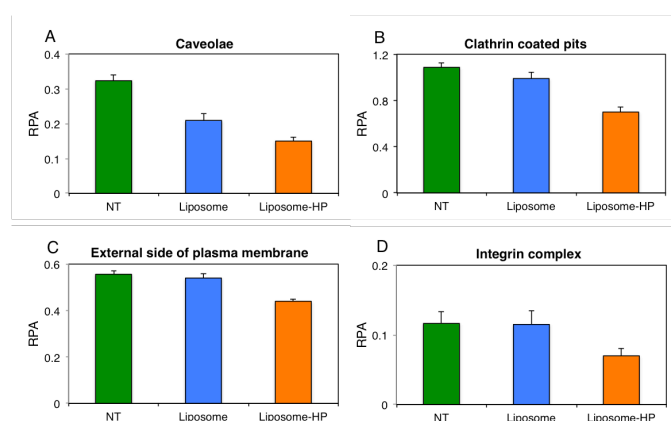 A
Caveolae
0.4
0.3
0.2
0.1
0
RPA
NT Liposome Liposome-HP
B
Clathrin coated pits
1.2
0.8
0.4
0
RPA
NT Liposome Liposome-HP
C
External side of plasma membrane
0.6
0.4
0.2
0
RPA
NT Liposome Liposome-HP
D
Integrin complex
0.2
0.1
0
RPA
NT Liposome Liposome-HP